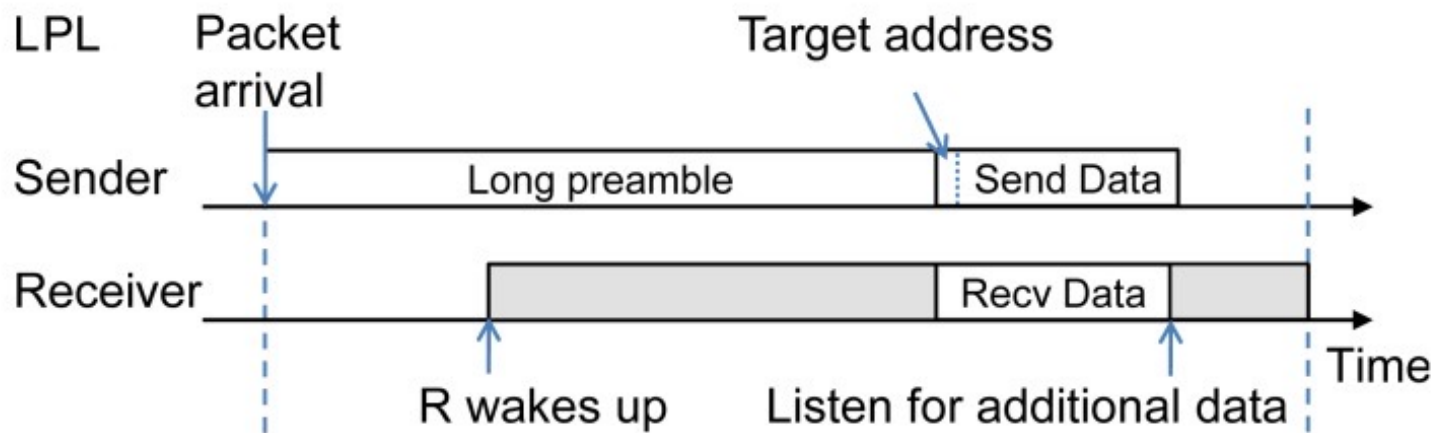 LPL
Packet
arrival
Target address
Sender
Long preamble
Send Data
Receiver
Recv Data
Time
R wakes up
Listen for additional data